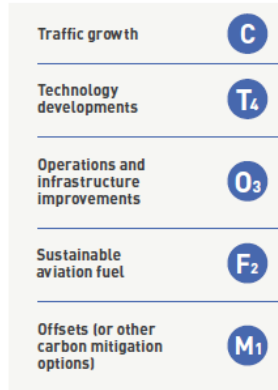 Traffic growth C
Technology
developments
T4
Operations and
infrastructure
improvements
O3
Sustainable
aviation fuel
F2
Offsets (or other
carbon mitigation
options)
M1